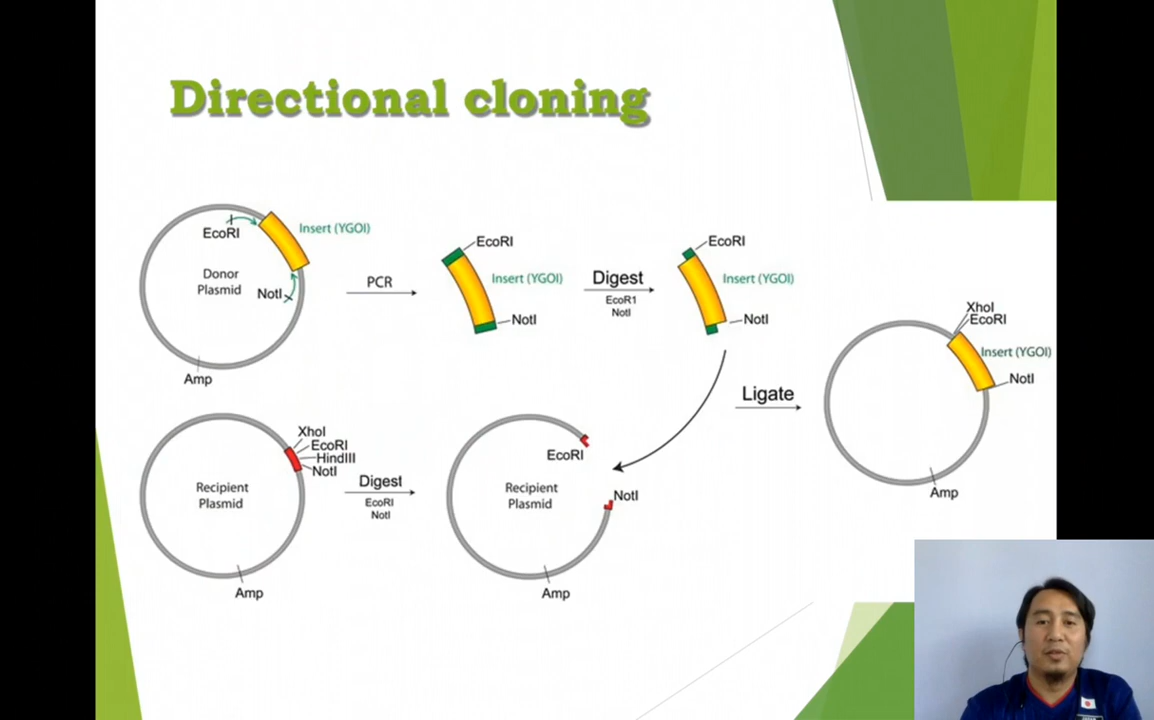 Directional cloning
EcoRI
Insert (YGOI)
Donor
Plasmid
NotI
Amp
PCR
EcoRI
Insert (YGOI)
NotI
Digest
EcoR1
NotI
EcoRI
Insert (YGOI)
NotI
XhoI
EcoRI
HindIII
NotI
Recipient
Plasmid
Amp
Digest
EcoRI
NotI
EcoRI
NotI
Recipient
Plasmid
Amp
Ligate
XhoI
EcoRI
Insert (YGOI)
NotI
Amp